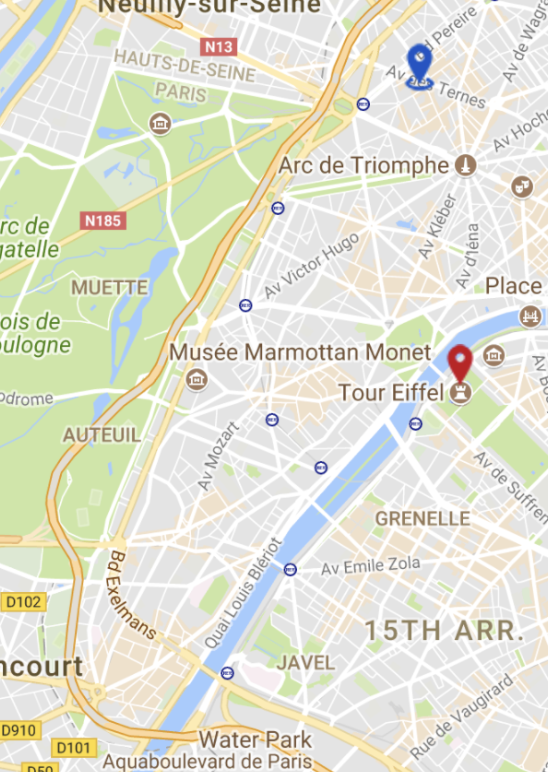 Neuilly-sur-Seine
N13
d Pereire
Av de Wagra
HAUTS-DE-SEINE
PARIS
Av des Ternes
Av Hoch
Arc de Triomphe
Av Kléber
Av d'Iéna
N185
rc de
gatelle
Av Victor Hugo
MUETTE
Place
ois de
oulogne
Musée Marmottan Monet
Tour Eiffel
odrome
Av Bo
AUTEUIL
Av Mozart
Av de Suffren
GRENELLE
Av Emile Zola
Quai Louis Blériot
Bd Exelmans
D102
15TH ARR.
ncourt
JAVEL
Rue de Vaugirard
D910
D101
Water Park
Aquaboulevard de Paris
D50